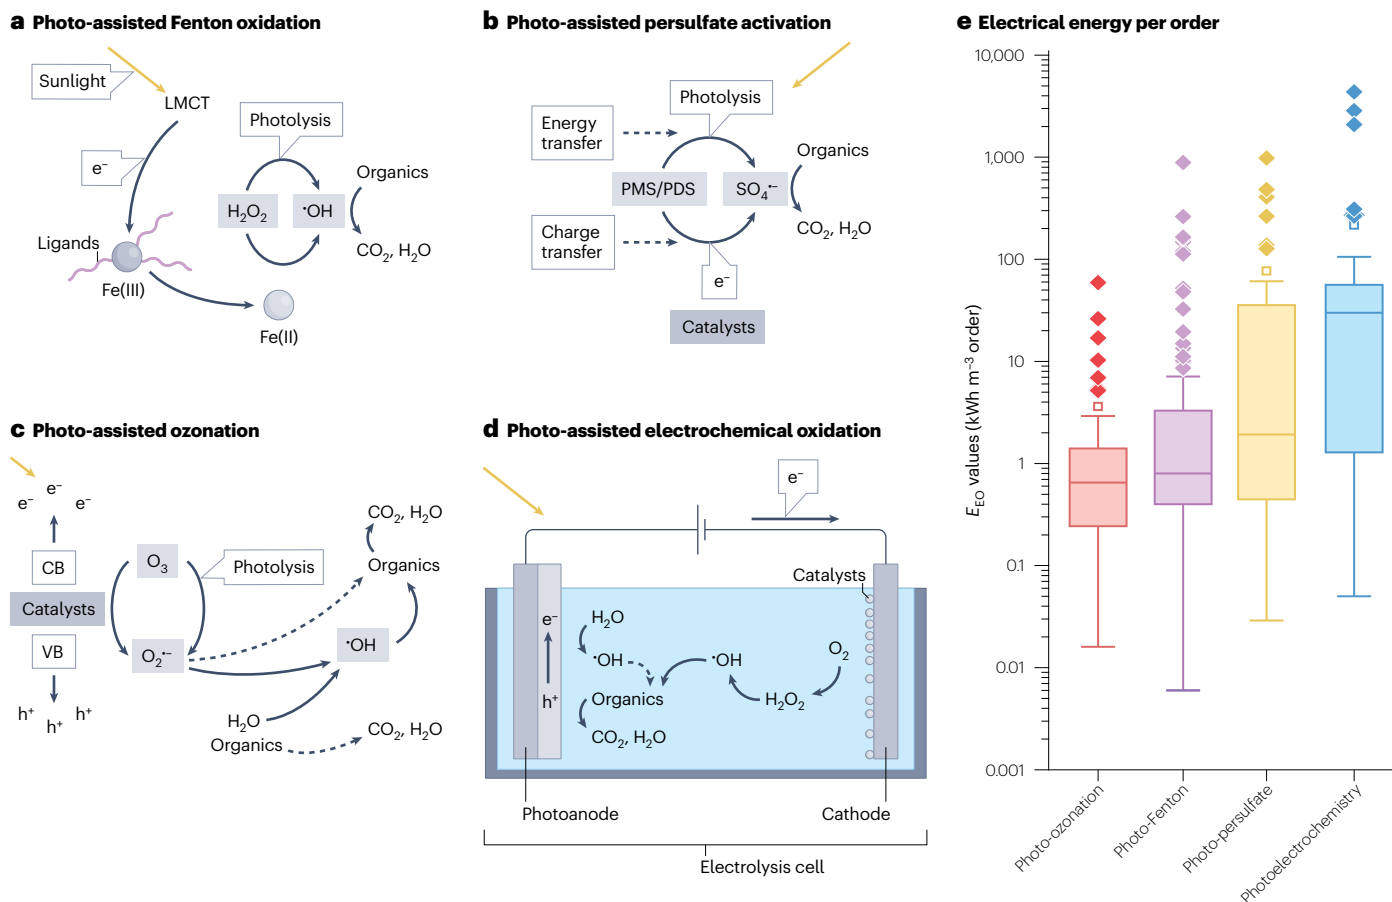 a Photo-assisted Fenton oxidation
Sunlight
LMCT
Photolysis
e⁻
Organics
H₂O₂
•OH
Ligands
CO₂, H₂O
Fe(III)
Fe(II)
b Photo-assisted persulfate activation
Photolysis
Energy
transfer
Organics
PMS/PDS
SO₄•−
Charge
transfer
CO₂, H₂O
e⁻
Catalysts
c Photo-assisted ozonation
e⁻
e⁻
e⁻
CO₂, H₂O
CB
O₃
Photolysis
Organics
Catalysts
VB
O₂•−
•OH
h⁺
h⁺
h⁺
H₂O
Organics
CO₂, H₂O
d Photo-assisted electrochemical oxidation
e⁻
Catalysts
e⁻
H₂O
•OH
•OH
O₂
h⁺
Organics
H₂O₂
CO₂, H₂O
Photoanode
Cathode
Electrolysis cell
e Electrical energy per order
E_EO values (kWh m⁻³ order)
10,000
1,000
100
10
1
0.1
0.01
0.001
Photo-ozonation
Photo-Fenton
Photo-persulfate
Photoelectrochemistry